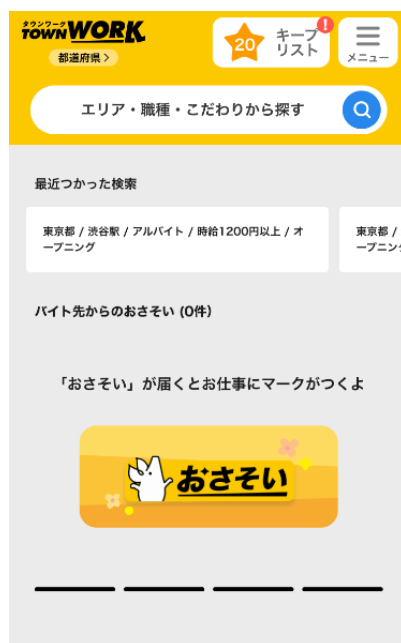 タウンワーク
TOWNWORK
都道府県>
20
キープ
リスト
!
メニュー
エリア・職種・こだわりから探す
最近つかった検索
東京都 / 渋谷駅 / アルバイト / 時給1200円以上 / オ
ープニング
東京都 /
ープニン
バイト先からのおさそい (0件)
「おさそい」が届くとお仕事にマークがつくよ
おさそい